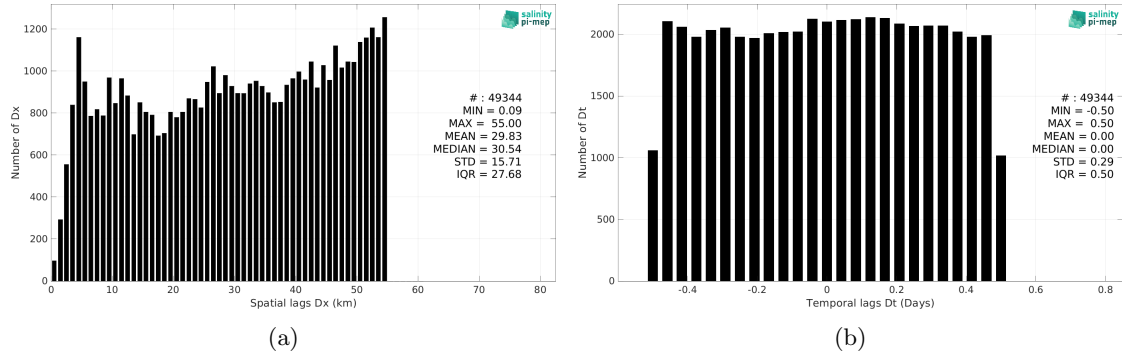 1200
1000
800
600
400
200
0
Number of Dx
0 10 20 30 40 50 60 70 80
Spatial lags Dx (km)
salinity
pi-mep
# : 49344
MIN = 0.09
MAX = 55.00
MEAN = 29.83
MEDIAN = 30.54
STD = 15.71
IQR = 27.68
(a)
2000
1500
1000
500
0
Number of Dt
-0.4 -0.2 0 0.2 0.4 0.6 0.8
Temporal lags Dt (Days)
salinity
pi-mep
# : 49344
MIN = -0.50
MAX = 0.50
MEAN = 0.00
MEDIAN = 0.00
STD = 0.29
IQR = 0.50
(b)